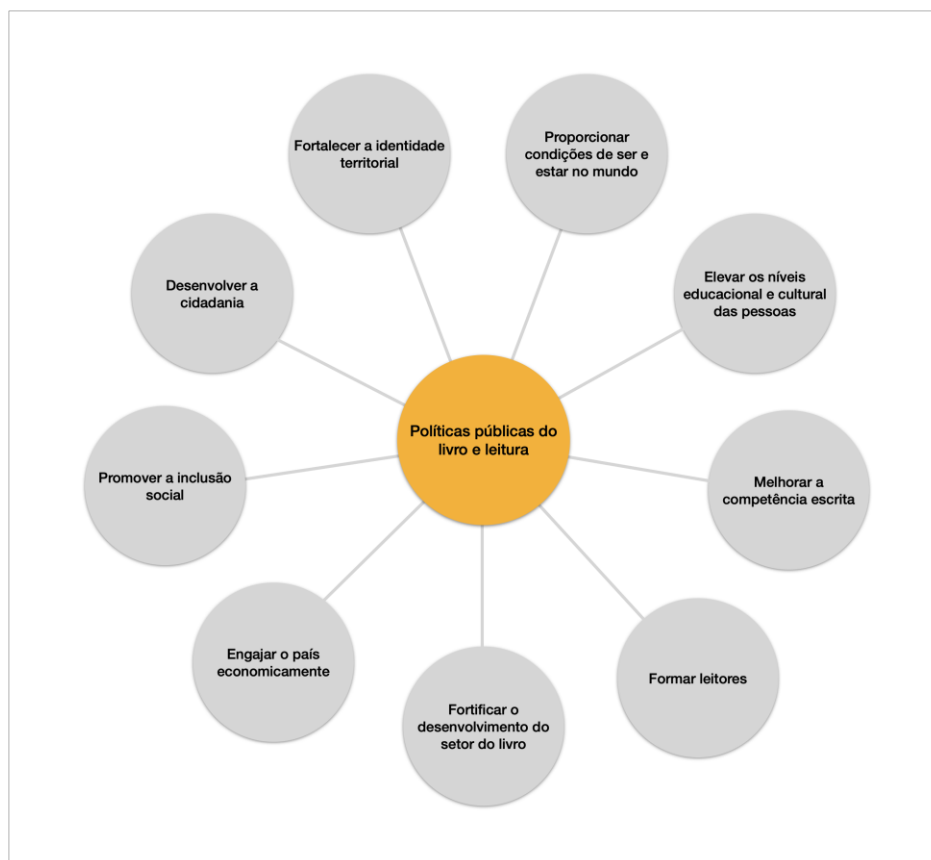 Fortalecer a identidade
territorial
Proporcionar
condições de ser e
estar no mundo
Desenvolver a
cidadania
Elevar os níveis
educacional e cultural
das pessoas
Políticas públicas do
livro e leitura
Promover a inclusão
social
Melhorar a
competência escrita
Engajar o país
economicamente
Formar leitores
Fortificar o
desenvolvimento do
setor do livro